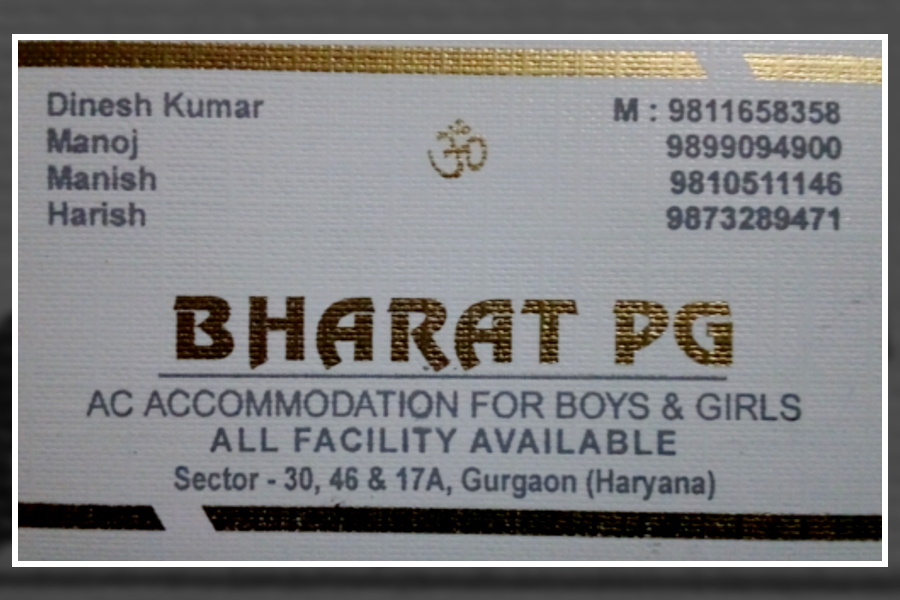 Dinesh Kumar M : 9811658358
Manoj 9899094900
Manish 9810511146
Harish 9873289471
ॐ
BHARAT PG
AC ACCOMMODATION FOR BOYS & GIRLS
ALL FACILITY AVAILABLE
Sector - 30, 46 & 17A, Gurgaon (Haryana)